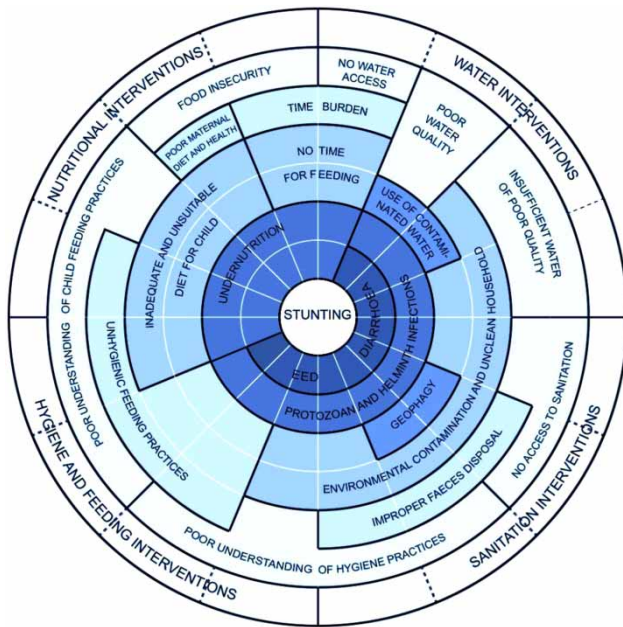 NUTRITIONAL INTERVENTIONS
WATER INTERVENTIONS
SANITATION INTERVENTIONS
HYGIENE AND FEEDING INTERVENTIONS
FOOD INSECURITY
NO WATER
ACCESS
POOR
WATER
QUALITY
INSUFFICIENT WATER
OF POOR QUALITY
NO ACCESS TO SANITATION
POOR UNDERSTANDING OF HYGIENE PRACTICES
POOR UNDERSTANDING OF CHILD FEEDING PRACTICES
POOR MATERNAL
DIET AND HEALTH
TIME BURDEN
NO TIME
FOR FEEDING
USE OF CONTAMI-
NATED WATER
ENVIRONMENTAL CONTAMINATION AND UNCLEAN HOUSEHOLD
IMPROPER FAECES DISPOSAL
GEOPHAGY
UNHYGIENIC FEEDING PRACTICES
INADEQUATE AND UNSUITABLE
DIET FOR CHILD
UNDERNUTRITION
PROTOZOAN AND HELMINTH INFECTIONS
DIARRHOEA
EED
STUNTING